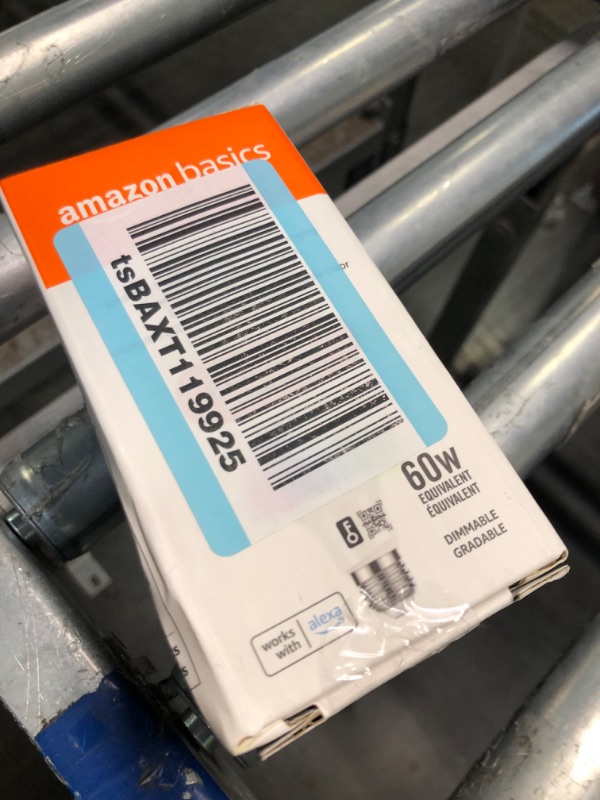 amazon basics
tsBAXT119925
60W
EQUIVALENT
ÉQUIVALENT
DIMMABLE
GRADABLE
works
with
alexa